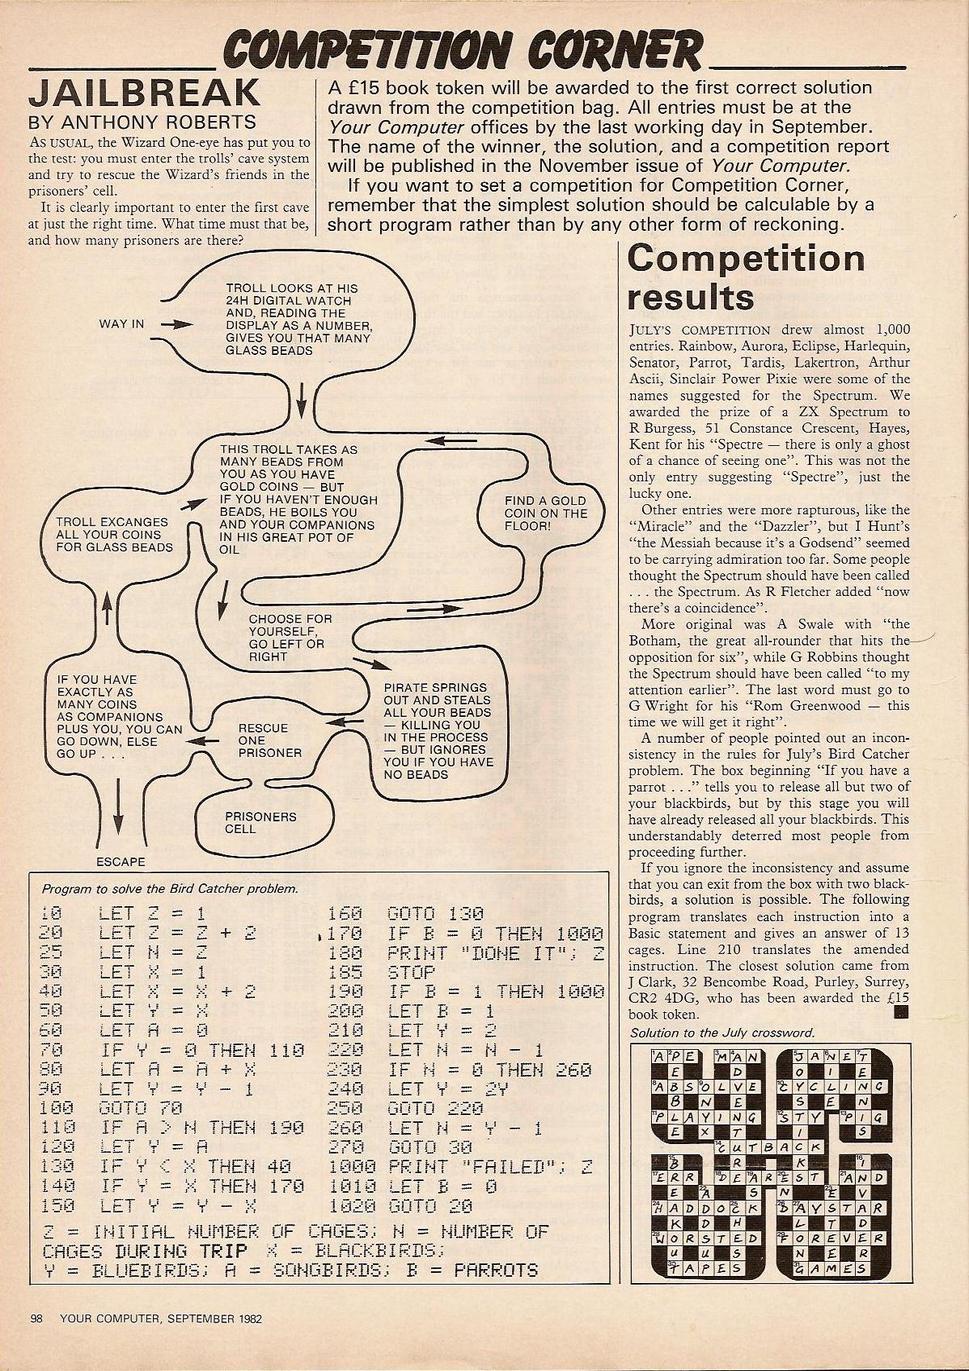 COMPETITION CORNER
JAILBREAK
BY ANTHONY ROBERTS
AS USUAL, the Wizard One-eye has put you to
the test: you must enter the trolls' cave system
and try to rescue the Wizard's friends in the
prisoners' cell.
It is clearly important to enter the first cave
at just the right time. What time must that be,
and how many prisoners are there?
A £15 book token will be awarded to the first correct solution
drawn from the competition bag. All entries must be at the
Your Computer offices by the last working day in September.
The name of the winner, the solution, and a competition report
will be published in the November issue of Your Computer.
If you want to set a competition for Competition Corner,
remember that the simplest solution should be calculable by a
short program rather than by any other form of reckoning.
WAY IN
TROLL LOOKS AT HIS
24H DIGITAL WATCH
AND, READING THE
DISPLAY AS A NUMBER,
GIVES YOU THAT MANY
GLASS BEADS
THIS TROLL TAKES AS
MANY BEADS FROM
YOU AS YOU HAVE
GOLD COINS — BUT
IF YOU HAVEN'T ENOUGH
BEADS, HE BOILS YOU
AND YOUR COMPANIONS
IN HIS GREAT POT OF
OIL
FIND A GOLD
COIN ON THE
FLOOR!
TROLL EXCANGES
ALL YOUR COINS
FOR GLASS BEADS
CHOOSE FOR
YOURSELF,
GO LEFT OR
RIGHT
IF YOU HAVE
EXACTLY AS
MANY COINS
AS COMPANIONS
PLUS YOU, YOU CAN
GO DOWN, ELSE
GO UP . . .
RESCUE
ONE
PRISONER
PIRATE SPRINGS
OUT AND STEALS
ALL YOUR BEADS
— KILLING YOU
IN THE PROCESS
— BUT IGNORES
YOU IF YOU HAVE
NO BEADS
PRISONERS
CELL
ESCAPE
Program to solve the Bird Catcher problem.
10 LET Z = 1
20 LET Z = Z + 2
25 LET N = Z
30 LET X = 1
40 LET X = X + 2
50 LET Y = X
60 LET A = 0
70 IF Y = 0 THEN 110
80 LET A = A + X
90 LET Y = Y - 1
100 GOTO 70
110 IF A > N THEN 190
120 LET Y = A
130 IF Y < X THEN 40
140 IF Y = X THEN 170
150 LET Y = Y - X
160 GOTO 130
170 IF B = 0 THEN 1000
180 PRINT "DONE IT"; Z
185 STOP
190 IF B = 1 THEN 1000
200 LET B = 1
210 LET Y = 2
220 LET N = N - 1
230 IF N = 0 THEN 260
240 LET Y = 2Y
250 GOTO 220
260 LET N = Y - 1
270 GOTO 30
1000 PRINT "FAILED"; Z
1010 LET B = 0
1020 GOTO 20
Z = INITIAL NUMBER OF CAGES; N = NUMBER OF
CAGES DURING TRIP X = BLACKBIRDS;
Y = BLUEBIRDS; A = SONGBIRDS; B = PARROTS
Competition
results
JULY'S COMPETITION drew almost 1,000
entries. Rainbow, Aurora, Eclipse, Harlequin,
Senator, Parrot, Tardis, Lakertron, Arthur
Ascii, Sinclair Power Pixie were some of the
names suggested for the Spectrum. We
awarded the prize of a ZX Spectrum to
R Burgess, 51 Constance Crescent, Hayes,
Kent for his "Spectre — there is only a ghost
of a chance of seeing one". This was not the
only entry suggesting "Spectre", just the
lucky one.
Other entries were more rapturous, like the
"Miracle" and the "Dazzler", but I Hunt's
"the Messiah because it's a Godsend" seemed
to be carrying admiration too far. Some people
thought the Spectrum should have been called
. . . the Spectrum. As R Fletcher added "now
there's a coincidence".
More original was A Swale with "the
Botham, the great all-rounder that hits the
opposition for six", while G Robbins thought
the Spectrum should have been called "to my
attention earlier". The last word must go to
G Wright for his "Rom Greenwood — this
time we will get it right".
A number of people pointed out an incon-
sistency in the rules for July's Bird Catcher
problem. The box beginning "If you have a
parrot . . ." tells you to release all but two of
your blackbirds, but by this stage you will
have already released all your blackbirds. This
understandably deterred most people from
proceeding further.
If you ignore the inconsistency and assume
that you can exit from the box with two black-
birds, a solution is possible. The following
program translates each instruction into a
Basic statement and gives an answer of 13
cages. Line 210 translates the amended
instruction. The closest solution came from
J Clark, 32 Bencombe Road, Purley, Surrey,
CR2 4DG, who has been awarded the £15
book token.
Solution to the July crossword.
APE MAN JANET
ABSOLVE CYCLING
PLAYING STY PIG
CUTBACK
ERR DEAREST AND
HADDOCK DAYSTAR
WORSTED FOREVER
TAPES GAMES
98 YOUR COMPUTER, SEPTEMBER 1982